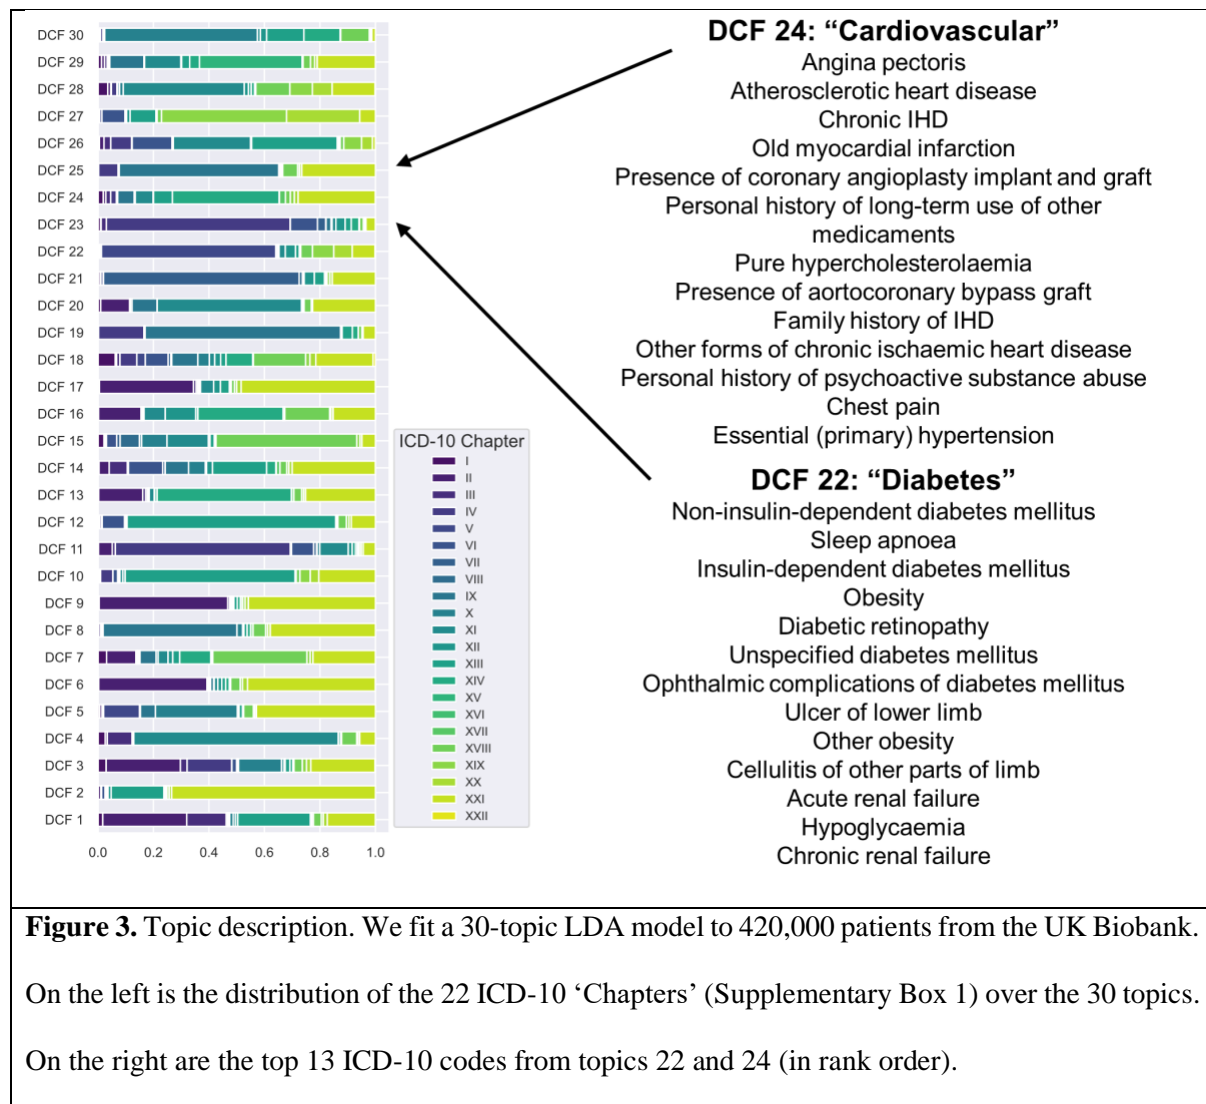 DCF 30
DCF 29
DCF 28
DCF 27
DCF 26
DCF 25
DCF 24
DCF 23
DCF 22
DCF 21
DCF 20
DCF 19
DCF 18
DCF 17
DCF 16
DCF 15
DCF 14
DCF 13
DCF 12
DCF 11
DCF 10
DCF 9
DCF 8
DCF 7
DCF 6
DCF 5
DCF 4
DCF 3
DCF 2
DCF 1
0.0 0.2 0.4 0.6 0.8 1.0
ICD-10 Chapter
I
II
III
IV
V
VI
VII
VIII
IX
X
XI
XII
XIII
XIV
XV
XVI
XVII
XVIII
XIX
XX
XXI
XXII
DCF 24: “Cardiovascular”
Angina pectoris
Atherosclerotic heart disease
Chronic IHD
Old myocardial infarction
Presence of coronary angioplasty implant and graft
Personal history of long-term use of other
medicaments
Pure hypercholesterolaemia
Presence of aortocoronary bypass graft
Family history of IHD
Other forms of chronic ischaemic heart disease
Personal history of psychoactive substance abuse
Chest pain
Essential (primary) hypertension
DCF 22: “Diabetes”
Non-insulin-dependent diabetes mellitus
Sleep apnoea
Insulin-dependent diabetes mellitus
Obesity
Diabetic retinopathy
Unspecified diabetes mellitus
Ophthalmic complications of diabetes mellitus
Ulcer of lower limb
Other obesity
Cellulitis of other parts of limb
Acute renal failure
Hypoglycaemia
Chronic renal failure
Figure 3. Topic description. We fit a 30-topic LDA model to 420,000 patients from the UK Biobank.
On the left is the distribution of the 22 ICD-10 ‘Chapters’ (Supplementary Box 1) over the 30 topics.
On the right are the top 13 ICD-10 codes from topics 22 and 24 (in rank order).